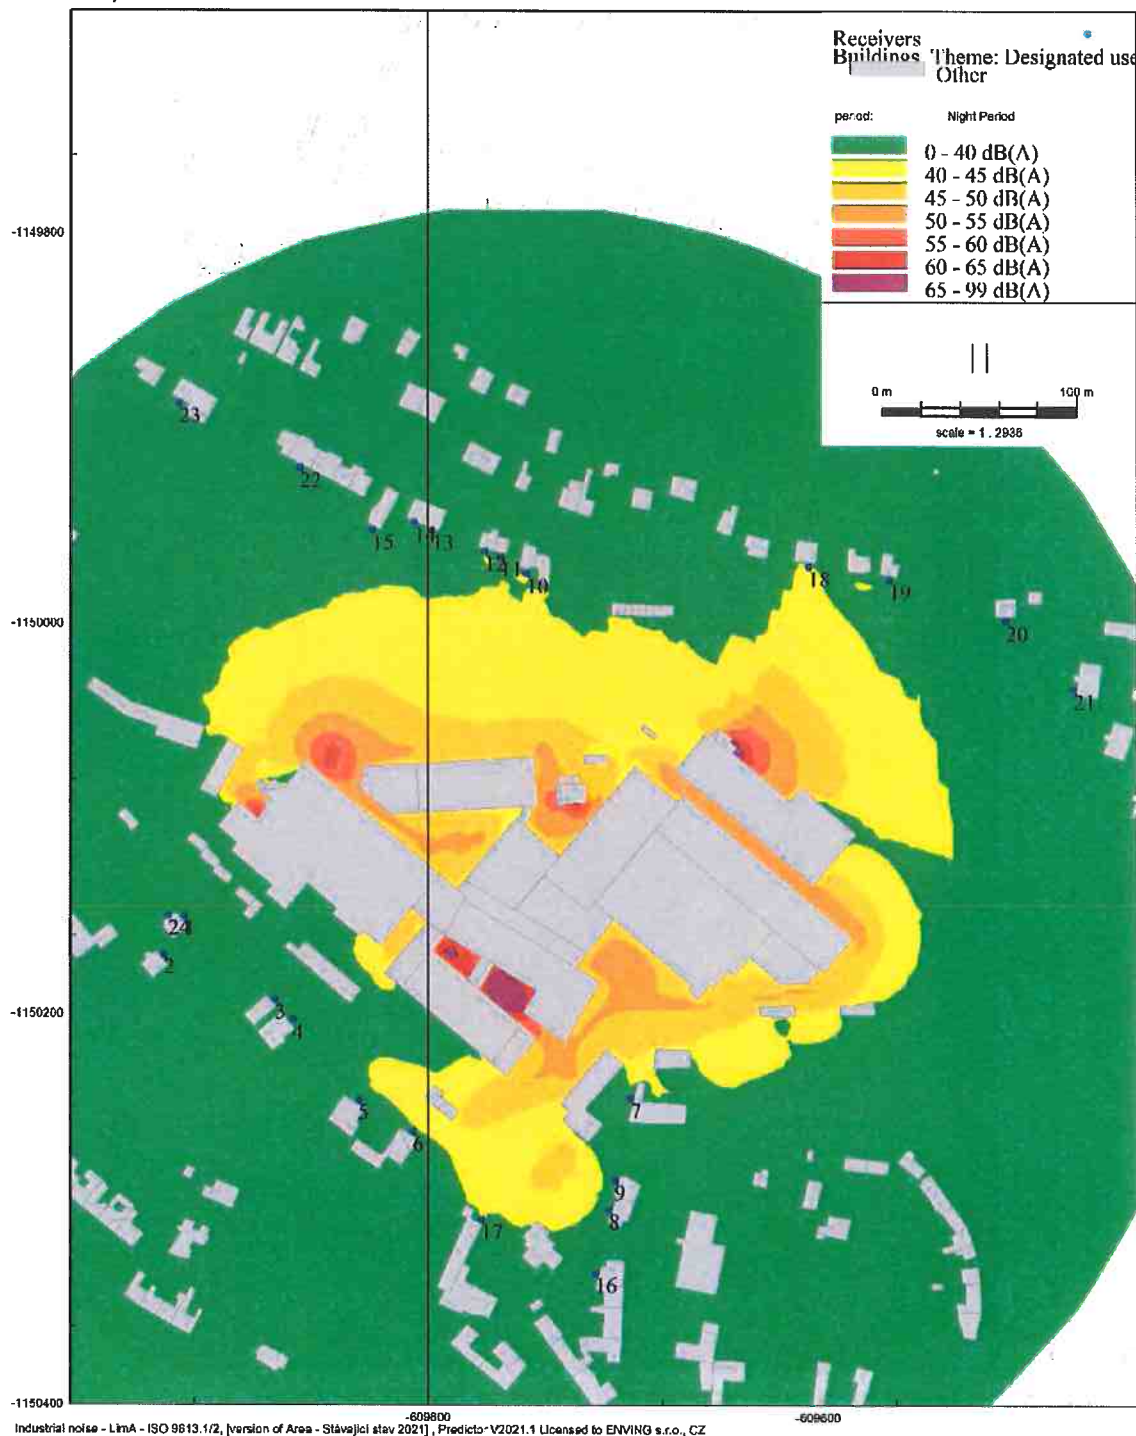 Receivers
Buildings Theme: Designated use
Other
period: Night Period
0 - 40 dB(A)
40 - 45 dB(A)
45 - 50 dB(A)
50 - 55 dB(A)
55 - 60 dB(A)
60 - 65 dB(A)
65 - 99 dB(A)
-1149800
0 m 100 m
scale = 1 : 2936
23
22
15
14
13
12
11
10
18
19
-1150000
20
21
24
2
-1150200
3
4
5
6
7
9
8
17
16
-1150400
-609800
-609600
Industrial noise - LimA - ISO 9613.1/2, [version of Area - Stávající stav 2021] , Predictor V2021.1 Licensed to ENVING s.r.o., CZ